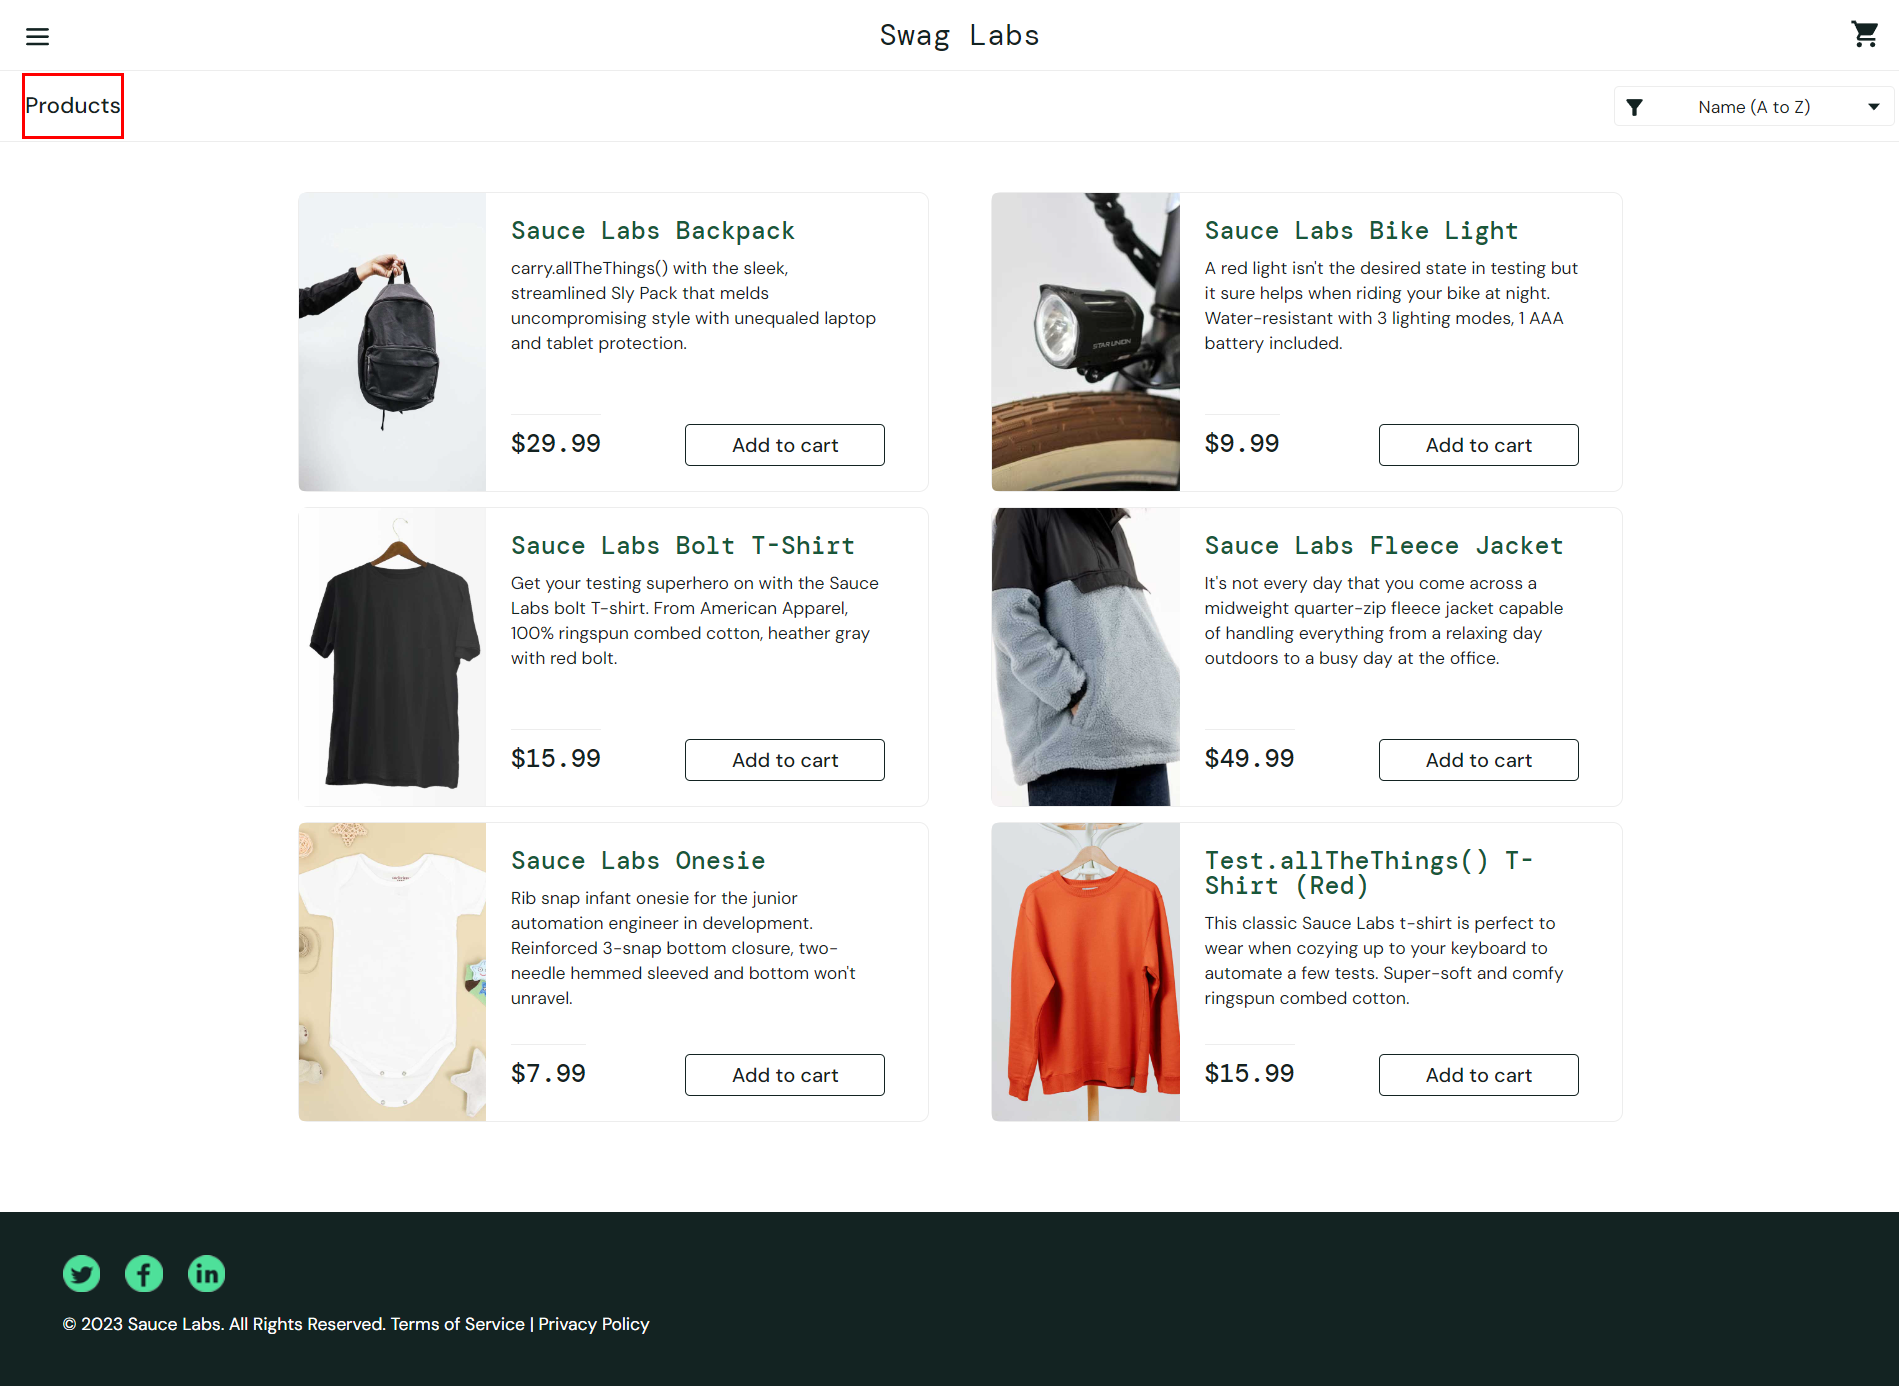 Swag Labs
Products
Name (A to Z)
Sauce Labs Backpack
carry.allTheThings() with the sleek,
streamlined Sly Pack that melds
uncompromising style with unequaled laptop
and tablet protection.
$29.99
Add to cart
Sauce Labs Bike Light
A red light isn't the desired state in testing but
it sure helps when riding your bike at night.
Water-resistant with 3 lighting modes, 1 AAA
battery included.
STAR UNION
$9.99
Add to cart
Sauce Labs Bolt T-Shirt
Get your testing superhero on with the Sauce
Labs bolt T-shirt. From American Apparel,
100% ringspun combed cotton, heather gray
with red bolt.
$15.99
Add to cart
Sauce Labs Fleece Jacket
It's not every day that you come across a
midweight quarter-zip fleece jacket capable
of handling everything from a relaxing day
outdoors to a busy day at the office.
$49.99
Add to cart
Sauce Labs Onesie
Rib snap infant onesie for the junior
automation engineer in development.
Reinforced 3-snap bottom closure, two-
needle hemmed sleeved and bottom won't
unravel.
$7.99
Add to cart
Test.allTheThings() T-
Shirt (Red)
This classic Sauce Labs t-shirt is perfect to
wear when cozying up to your keyboard to
automate a few tests. Super-soft and comfy
ringspun combed cotton.
$15.99
Add to cart
© 2023 Sauce Labs. All Rights Reserved. Terms of Service | Privacy Policy